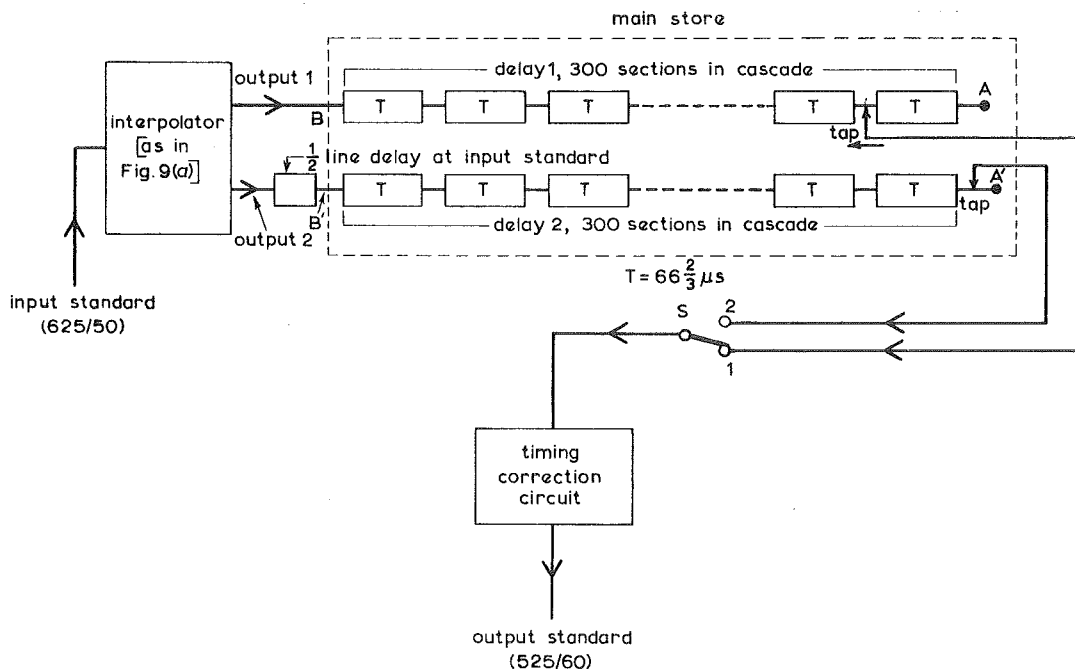 main store
output 1
delay 1, 300 sections in cascade
A
interpolator
[as in
Fig. 9(a)]
B
T
T
T
T
T
tap
1/2 line delay at input standard
output 2
B'
T
T
T
T
T
A'
tap
delay 2, 300 sections in cascade
T = 66 2/3 μs
input standard
(625/50)
S
2
1
timing
correction
circuit
output standard
(525/60)